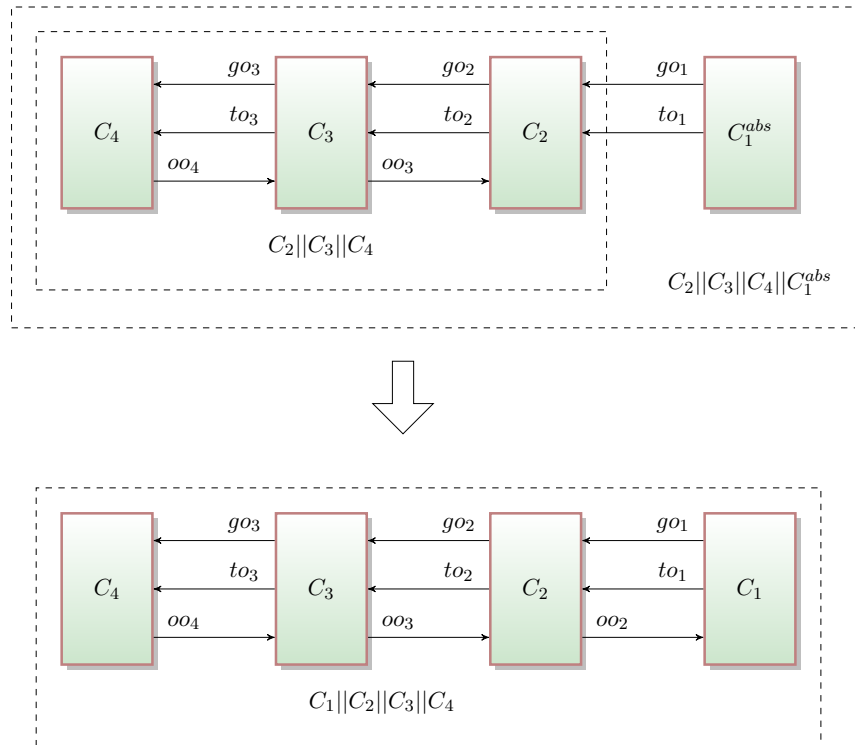 go₃ go₂ go₁
C₄ to₃ C₃ to₂ C₂ to₁ C₁ᵃᵇˢ
oo₄ oo₃
C₂||C₃||C₄
C₂||C₃||C₄||C₁ᵃᵇˢ
go₃ go₂ go₁
C₄ to₃ C₃ to₂ C₂ to₁ C₁
oo₄ oo₃ oo₂
C₁||C₂||C₃||C₄